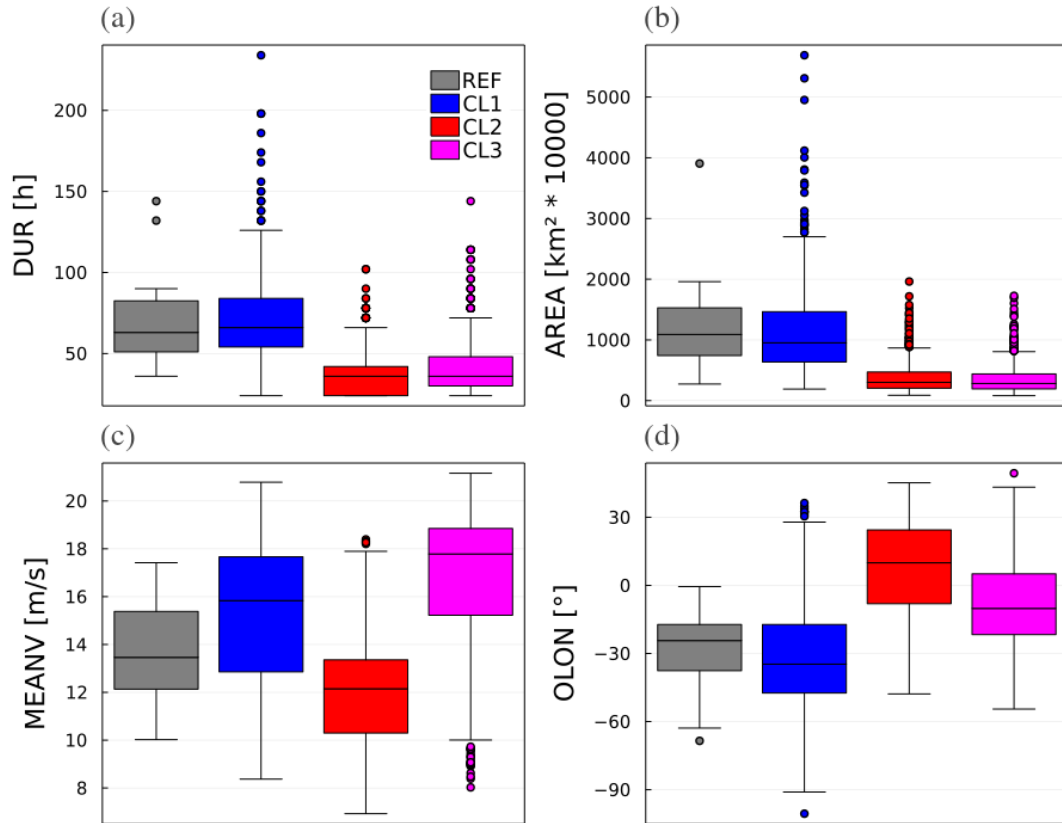 (a)
(b)
200
150
100
50
DUR [h]
REF
CL1
CL2
CL3
5000
4000
3000
2000
1000
0
AREA [km² * 10000]
(c)
(d)
20
18
16
14
12
10
8
MEANV [m/s]
30
0
−30
−60
−90
OLON [°]